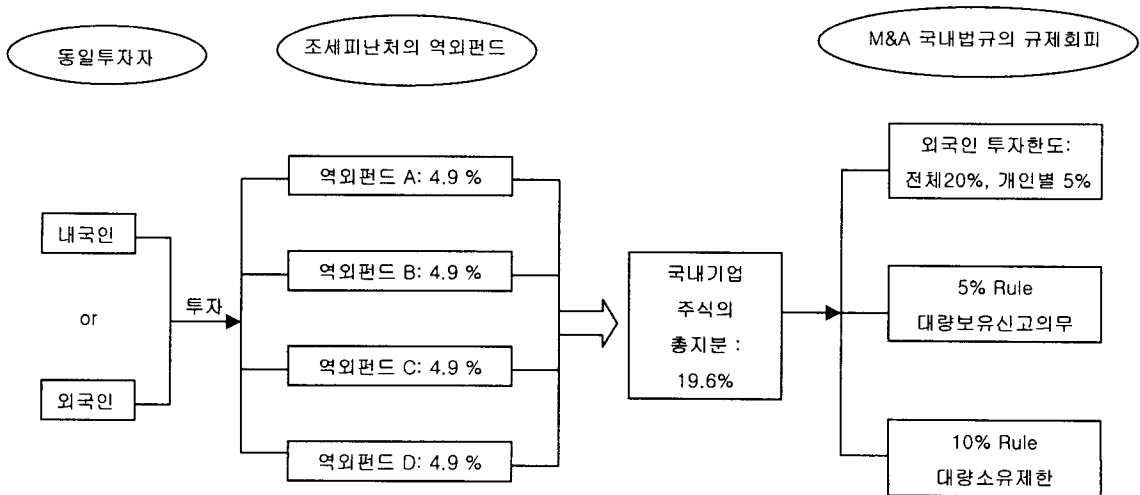 동일투자자
조세피난처의 역외펀드
M&A 국내법규의 규제회피
내국인
or
외국인
투자
역외펀드 A: 4.9 %
역외펀드 B: 4.9 %
역외펀드 C: 4.9 %
역외펀드 D: 4.9 %
국내기업
주식의
총지분 :
19.6%
외국인 투자한도:
전체20%, 개인별 5%
5% Rule
대량보유신고의무
10% Rule
대량소유제한